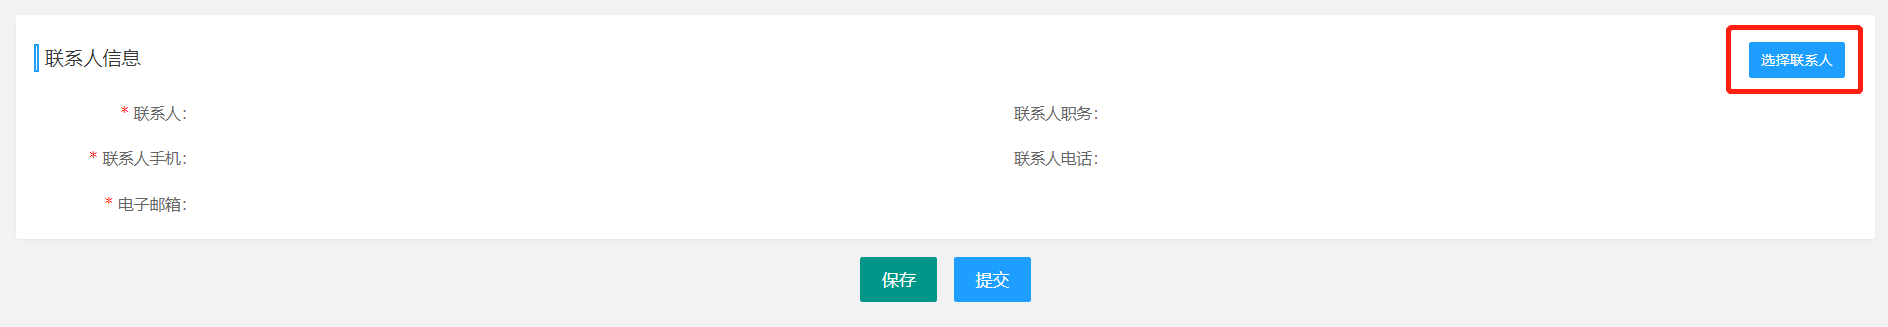 联系人信息
选择联系人
* 联系人：
联系人职务：
* 联系人手机：
联系人电话：
* 电子邮箱：
保存
提交